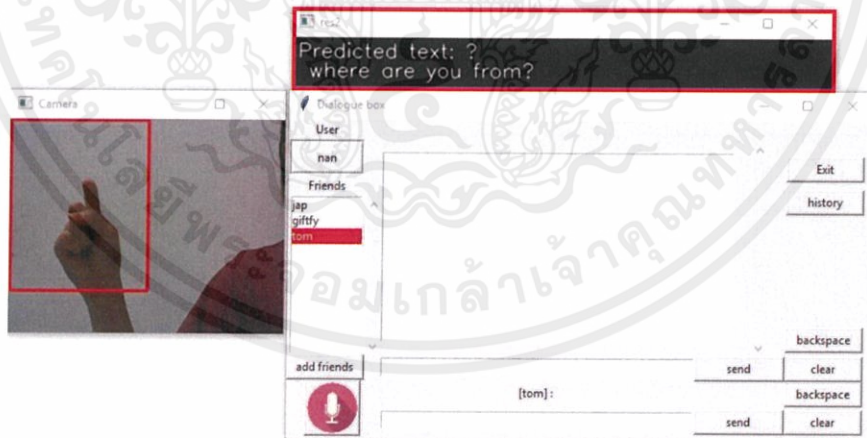 res2
Predicted text: ?
where are you from?
Camera
Dialogue box
User
nan
Friends
jap
giftfy
tom
Exit
history
backspace
add friends
send
clear
[tom] :
backspace
send
clear